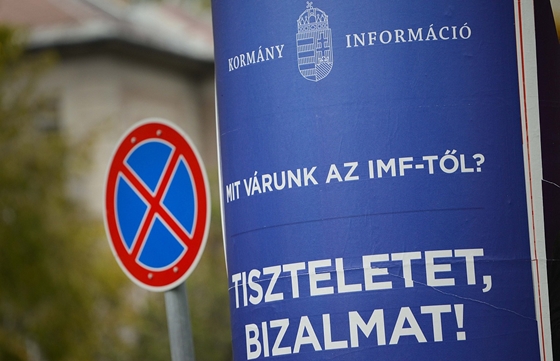 KORMÁNY INFORMÁCIÓ
MIT VÁRUNK AZ IMF-TŐL?
TISZTELETET,
BIZALMAT!